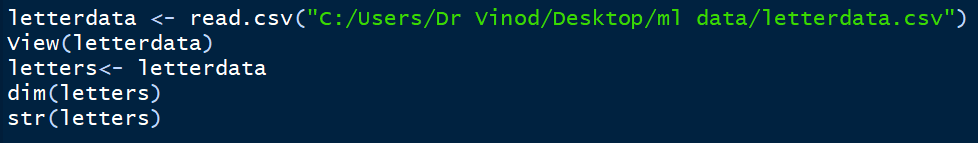 letterdata <- read.csv("C:/Users/Dr Vinod/Desktop/ml data/letterdata.csv")
View(letterdata)
letters<- letterdata
dim(letters)
str(letters)